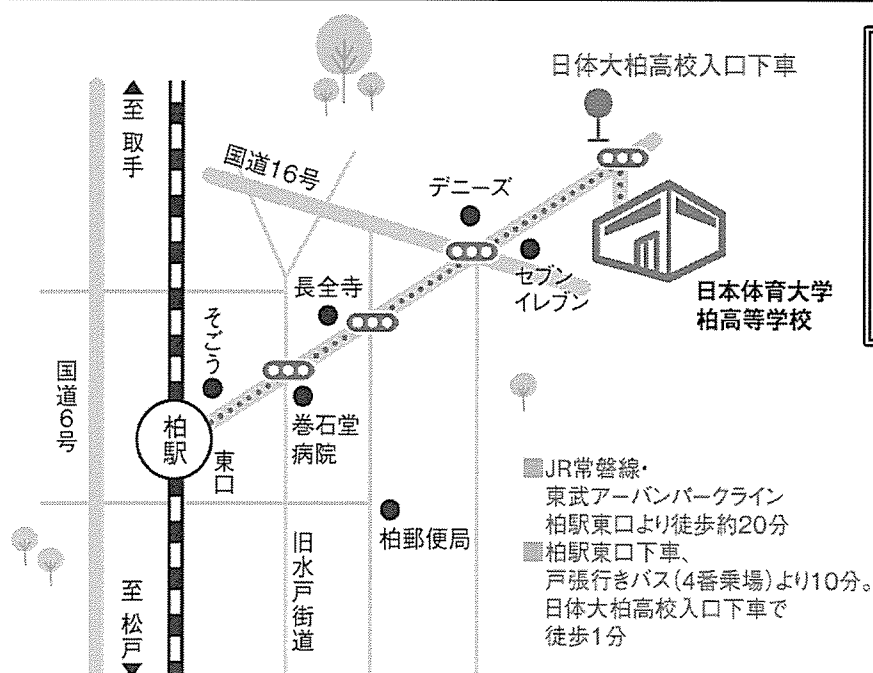 日体大柏高校入口下車
至 取手
国道16号
デニーズ
セブン
イレブン
日本体育大学
柏高等学校
長全寺
そごう
国道6号
柏駅
東口
巻石堂
病院
柏郵便局
旧水戸街道
至 松戸
■JR常磐線・
東武アーバンパークライン
柏駅東口より徒歩約20分
■柏駅東口下車、
戸張行きバス(4番乗場)より10分。
日体大柏高校入口下車で
徒歩1分